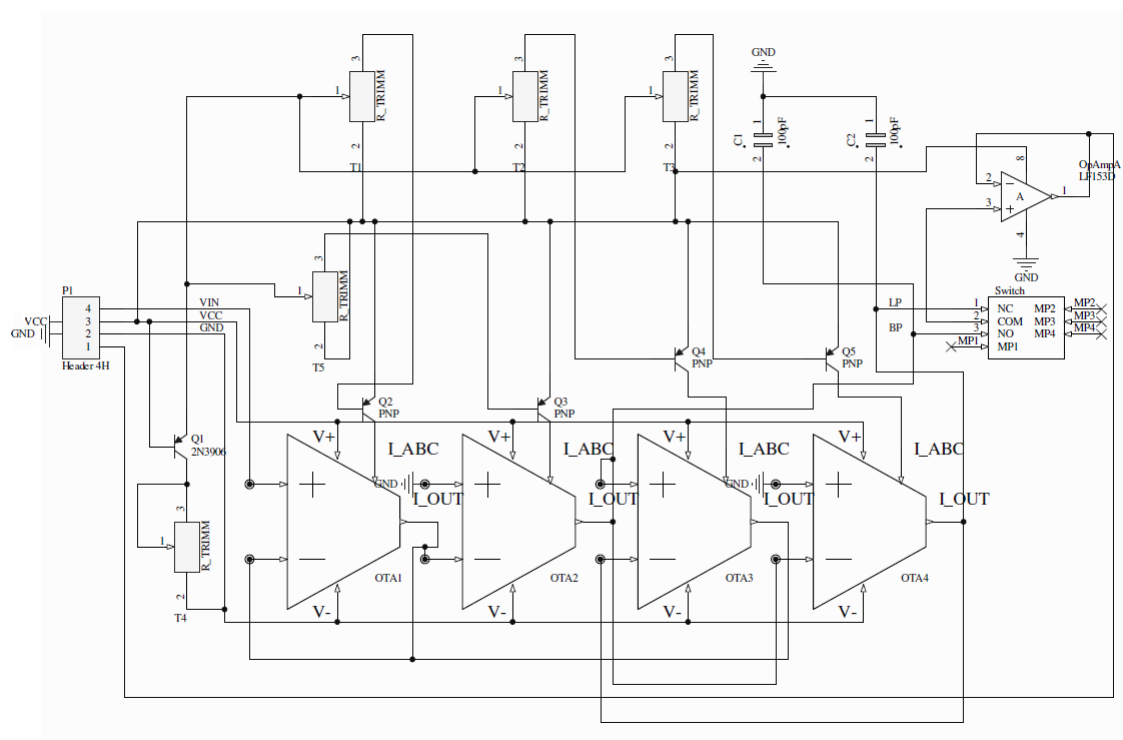 GND
3
1
R_TRIMM
2
T1
3
1
R_TRIMM
2
T2
3
1
R_TRIMM
2
T3
1
C1
100pF
2
1
C2
100pF
2
OpAmpA
LF153D
8
2
3
A
1
4
GND
3
1
R_TRIMM
2
T5
P1
VCC
GND
4
3
2
1
Header 4H
VIN
VCC
GND
Switch
LP
BP
1
2
3
MP1
NC
COM
NO
MP1
MP2
MP3
MP4
MP2
MP3
MP4
Q4
PNP
Q5
PNP
Q2
PNP
Q3
PNP
Q1
2N3906
V+
I_ABC
V+
I_ABC
V+
I_ABC
V+
I_ABC
GND
I_OUT
I_OUT
GND
I_OUT
I_OUT
3
1
R_TRIMM
2
T4
OTA1
OTA2
OTA3
OTA4
V-
V-
V-
V-